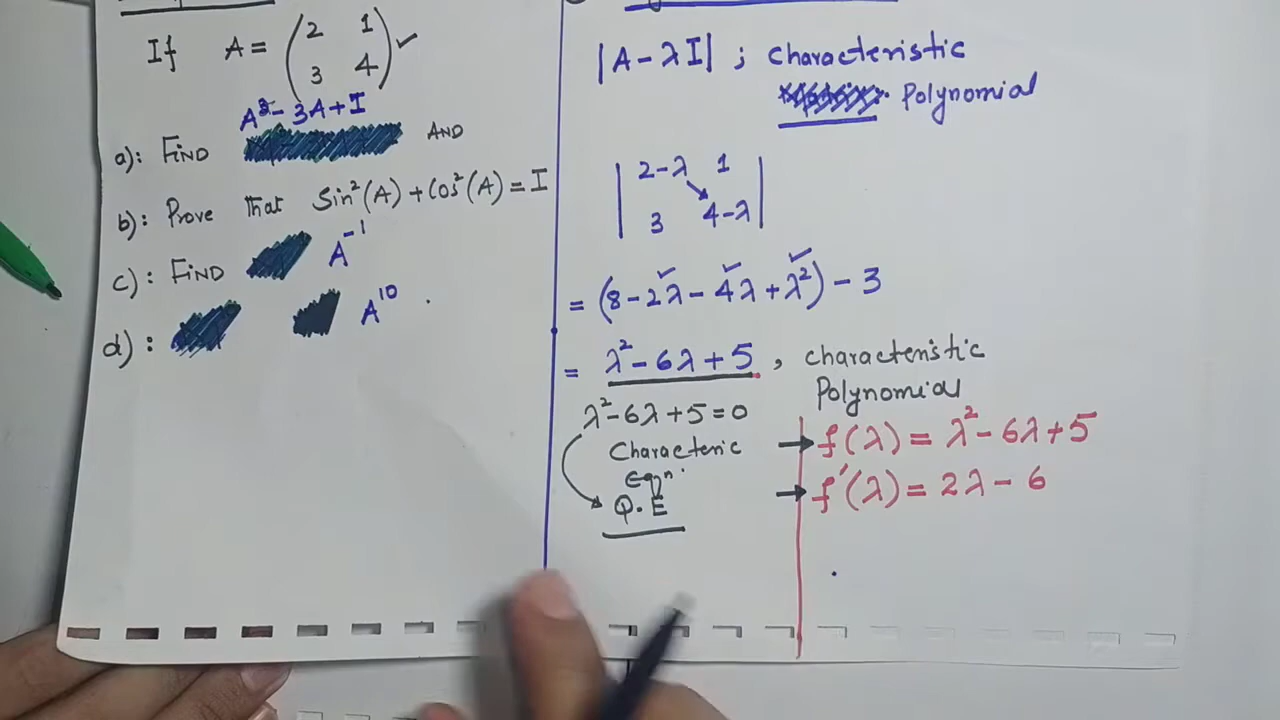 If A = (2 1
3 4) ✓
A² - 3A + I
a): FIND AND
b): Prove that Sin²(A) + Cos²(A) = I
c): FIND A⁻¹
d): A¹⁰ .
|A - λI| ; Characteristic
Polynomial
|2-λ 1
3 4-λ|
= (8 - 2λ - 4λ + λ²) - 3
= λ² - 6λ + 5 , Characteristic
Polynomial
λ² - 6λ + 5 = 0
Characteric
Eqⁿ.
Q.E
→ f(λ) = λ² - 6λ + 5
→ f'(λ) = 2λ - 6